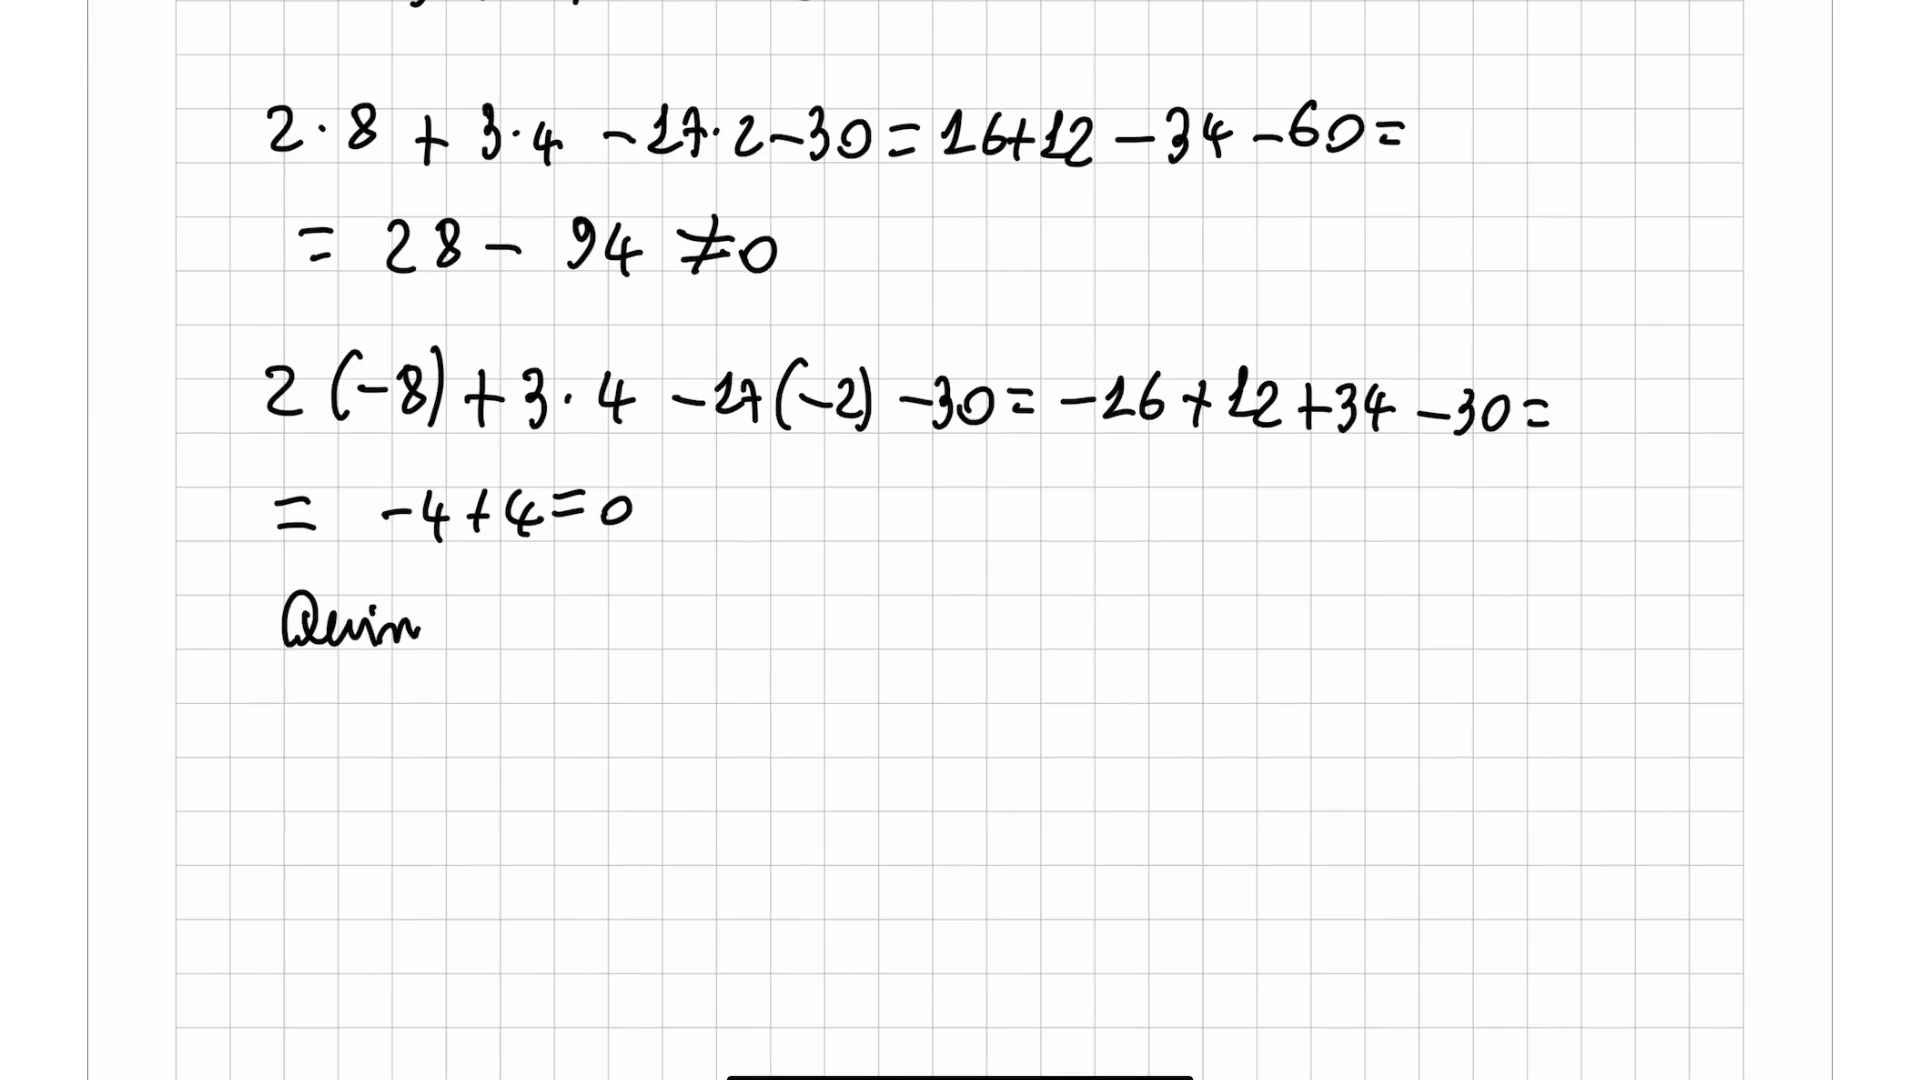 2·8 + 3·4 -17·2-30=16+12-34-60=
= 28- 94 ≠0
2(-8)+3·4 -17(-2) -30= -16+12+34-30=
= -4+4=0
Quin